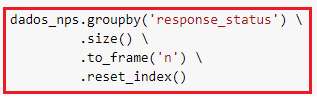 dados_nps.groupby('response_status') \
.size() \
.to_frame('n') \
.reset_index()